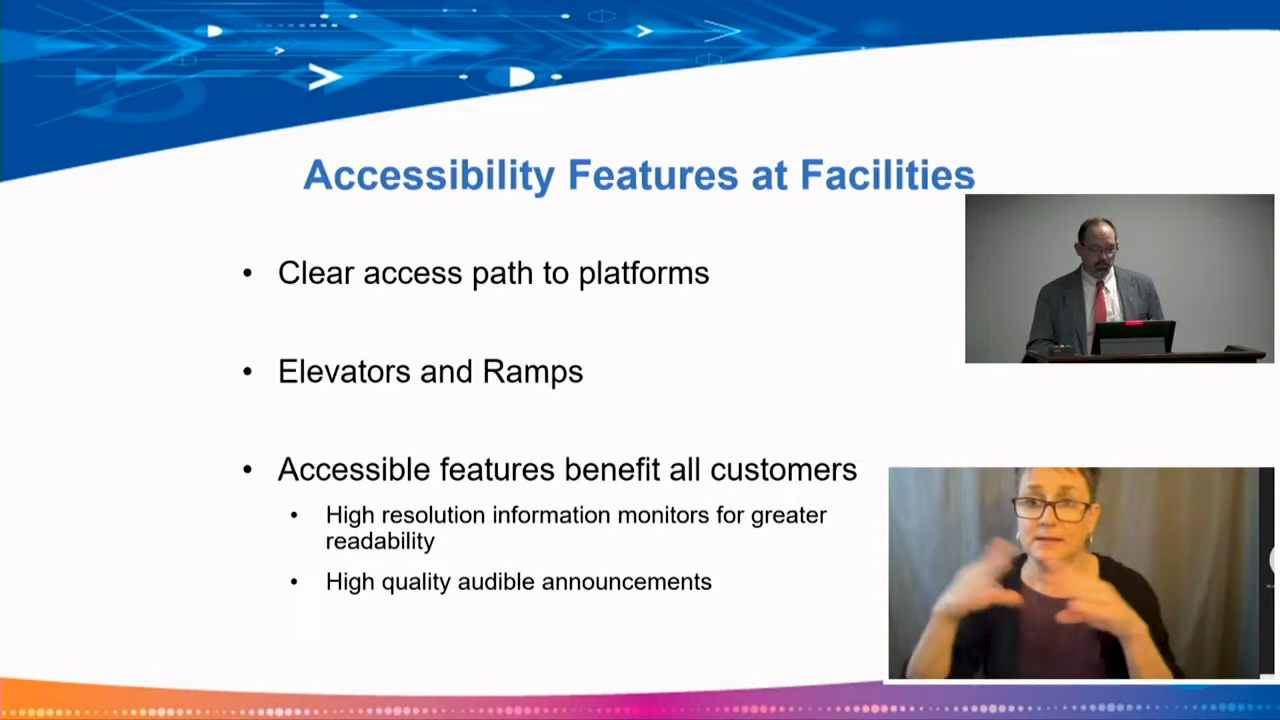 Accessibility Features at Facilities
• Clear access path to platforms
• Elevators and Ramps
• Accessible features benefit all customers
• High resolution information monitors for greater
readability
• High quality audible announcements